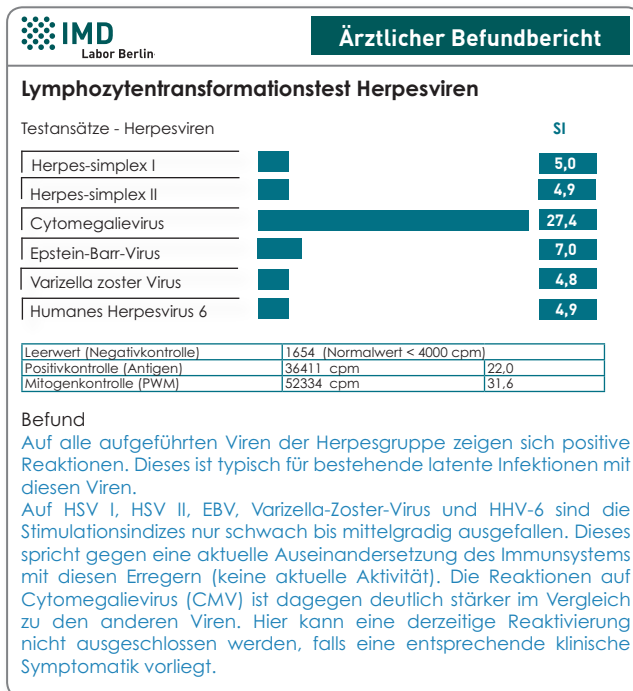 IMD
Labor Berlin
Ärztlicher Befundbericht
Lymphozytentransformationstest Herpesviren
Testansätze - Herpesviren SI
Herpes-simplex I 5,0
Herpes-simplex II 4,9
Cytomegalievirus 27,4
Epstein-Barr-Virus 7,0
Varizella zoster Virus 4,8
Humanes Herpesvirus 6 4,9
Leerwert (Negativkontrolle) 1654 (Normalwert < 4000 cpm)
Positivkontrolle (Antigen) 36411 cpm 22,0
Mitogenkontrolle (PWM) 52334 cpm 31,6
Befund
Auf alle aufgeführten Viren der Herpesgruppe zeigen sich positive
Reaktionen. Dieses ist typisch für bestehende latente Infektionen mit
diesen Viren.
Auf HSV I, HSV II, EBV, Varizella-Zoster-Virus und HHV-6 sind die
Stimulationsindizes nur schwach bis mittelgradig ausgefallen. Dieses
spricht gegen eine aktuelle Auseinandersetzung des Immunsystems
mit diesen Erregern (keine aktuelle Aktivität). Die Reaktionen auf
Cytomegalievirus (CMV) ist dagegen deutlich stärker im Vergleich
zu den anderen Viren. Hier kann eine derzeitige Reaktivierung
nicht ausgeschlossen werden, falls eine entsprechende klinische
Symptomatik vorliegt.